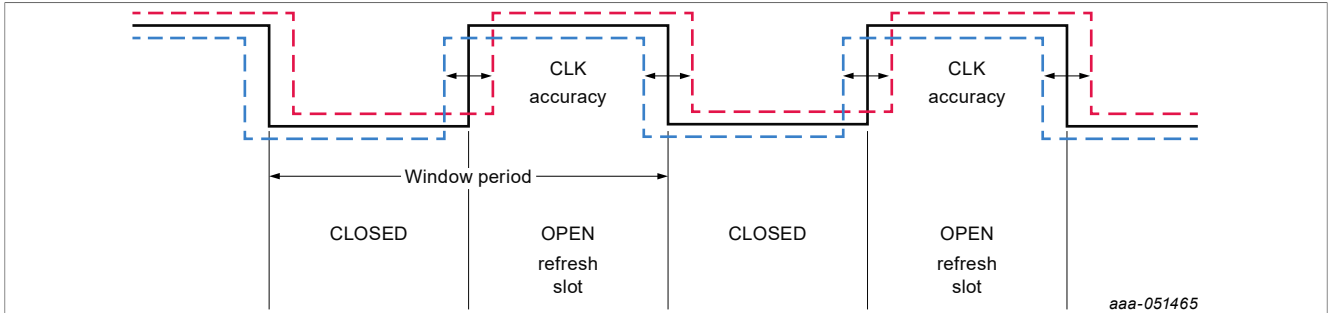 CLK
accuracy
CLK
accuracy
Window period
CLOSED
OPEN
refresh
slot
CLOSED
OPEN
refresh
slot
aaa-051465